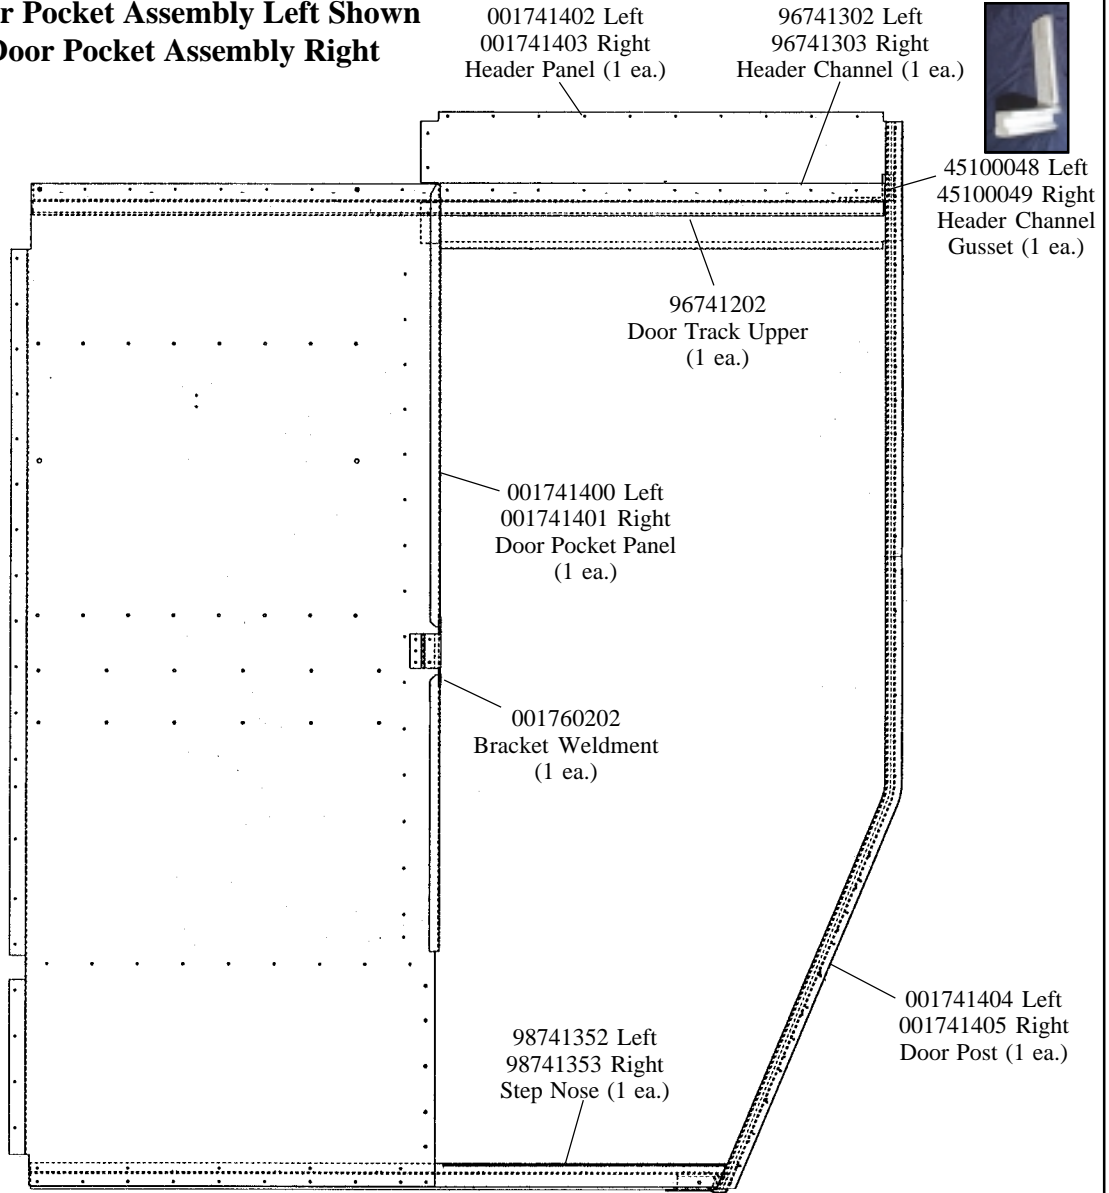 r Pocket Assembly Left Shown
Door Pocket Assembly Right
001741402 Left
001741403 Right
Header Panel (1 ea.)
96741302 Left
96741303 Right
Header Channel (1 ea.)
45100048 Left
45100049 Right
Header Channel
Gusset (1 ea.)
96741202
Door Track Upper
(1 ea.)
001741400 Left
001741401 Right
Door Pocket Panel
(1 ea.)
001760202
Bracket Weldment
(1 ea.)
001741404 Left
001741405 Right
Door Post (1 ea.)
98741352 Left
98741353 Right
Step Nose (1 ea.)